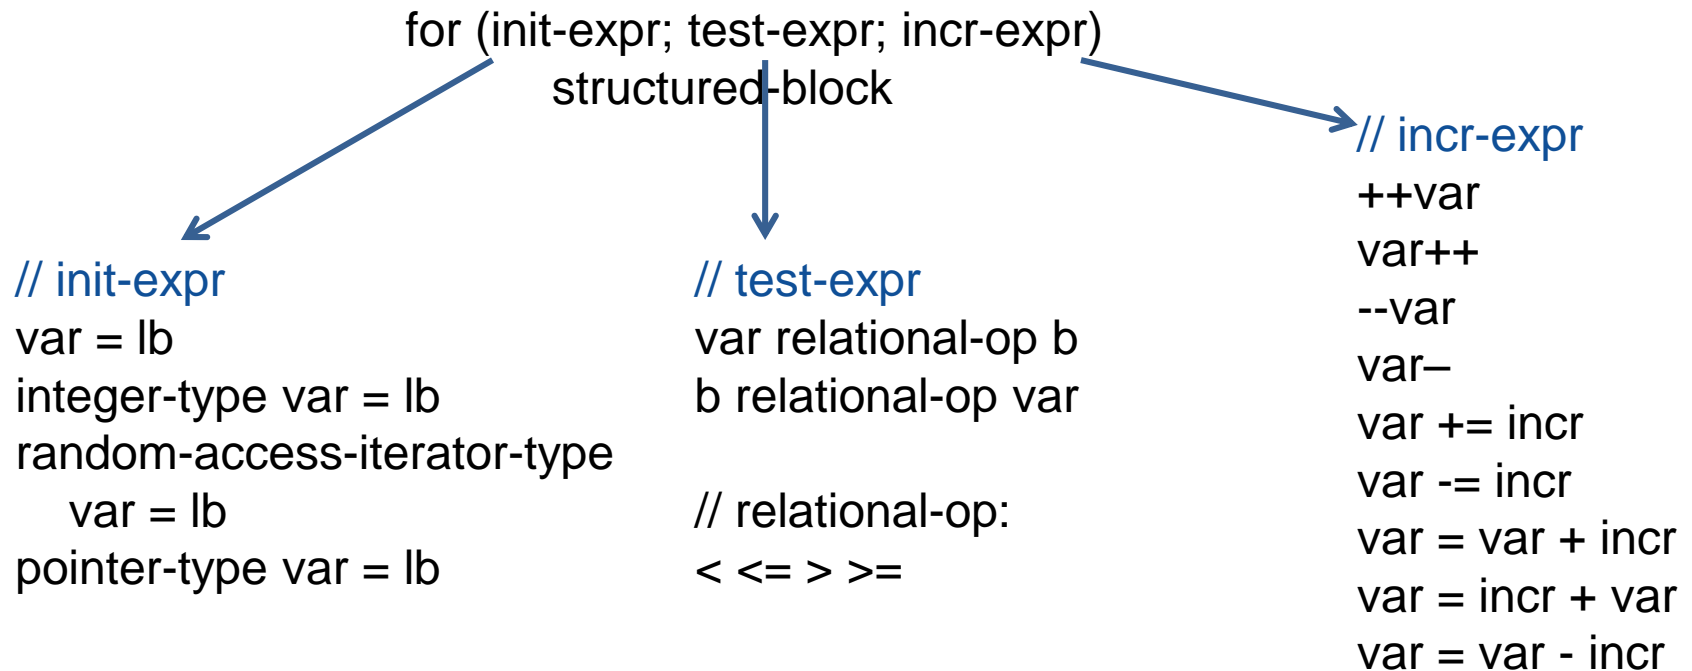 for (init-expr; test-expr; incr-expr)
structured-block
// init-expr
var = lb
integer-type var = lb
random-access-iterator-type
var = lb
pointer-type var = lb
// test-expr
var relational-op b
b relational-op var
// relational-op:
< <= > >=
// incr-expr
++var
var++
--var
var–
var += incr
var -= incr
var = var + incr
var = incr + var
var = var - incr